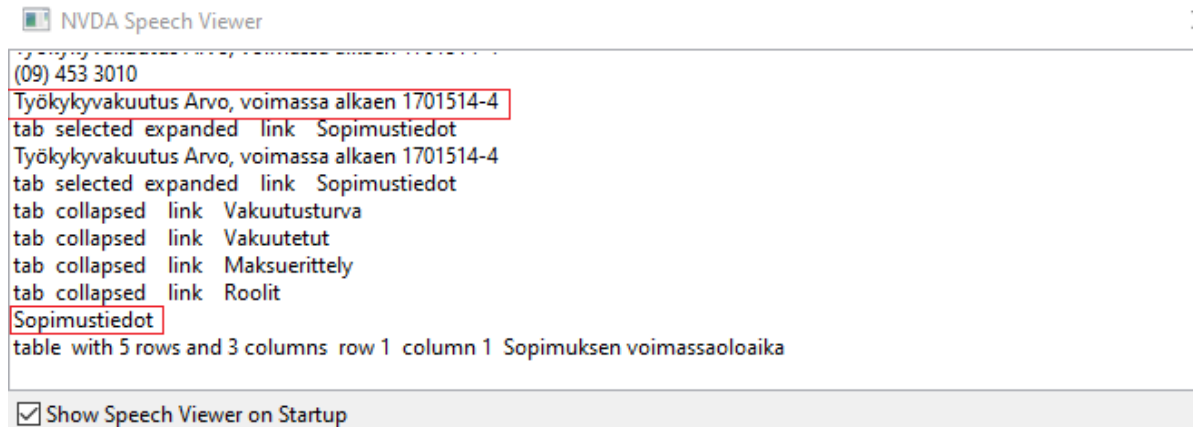 NVDA Speech Viewer
(09) 453 3010
Työkykyvakuutus Arvo, voimassa alkaen 1701514-4
tab selected expanded link Sopimustiedot
Työkykyvakuutus Arvo, voimassa alkaen 1701514-4
tab selected expanded link Sopimustiedot
tab collapsed link Vakuutusturva
tab collapsed link Vakuutetut
tab collapsed link Maksuerittely
tab collapsed link Roolit
Sopimustiedot
table with 5 rows and 3 columns row 1 column 1 Sopimuksen voimassaoloaika
Show Speech Viewer on Startup